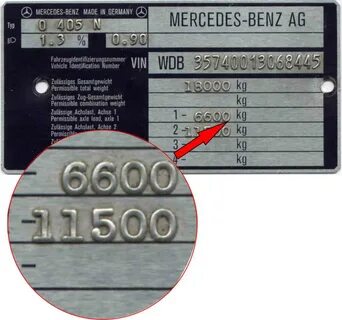 MERCEDES-BENZ MADE IN GERMANY
Typ 0 405 N
1.3 % 0.90
MERCEDES-BENZ AG
Fahrzeugidentifizierungsnummer
Vehicle Identification Number VIN WDB 35740013068445
Zulässiges Gesamtgewicht
Permissible total weight 18000 kg
Zulässiges Zug-Gesamtgewicht
Permissible combination weight kg
Zulässige Achslast, Achse 1
Permissible axle load, axle 1 1 - 6600 kg
Zulässige Achslast, Achse 2
2 - 11500 kg
3
4
6600
11500